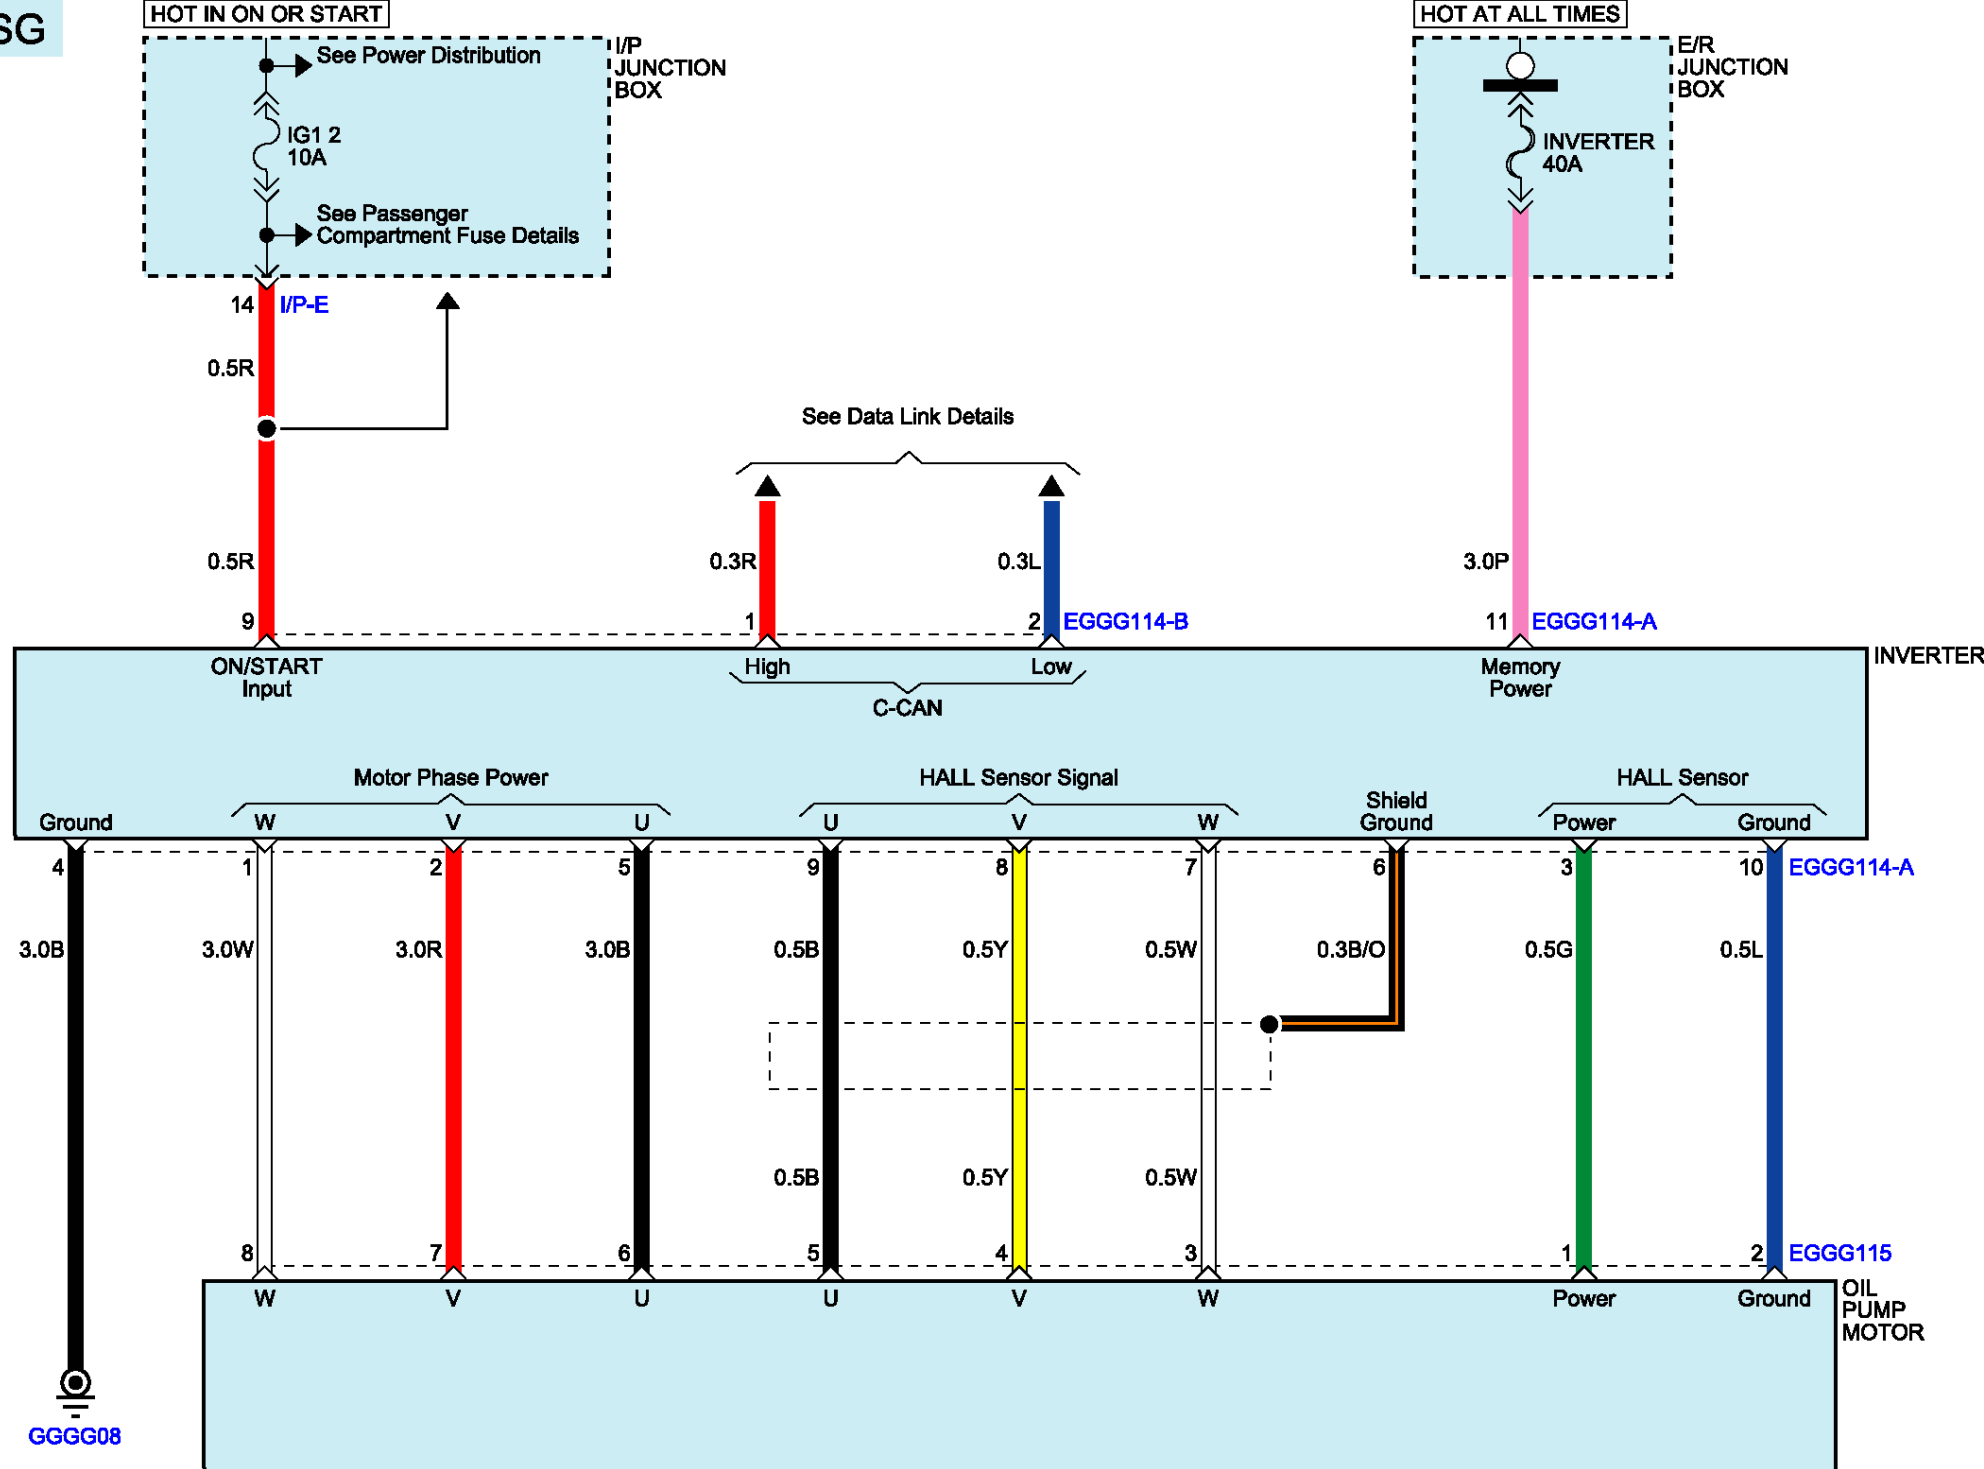 SG
HOT IN ON OR START
HOT AT ALL TIMES
See Power Distribution
I/P
JUNCTION
BOX
E/R
JUNCTION
BOX
IG1 2
10A
INVERTER
40A
See Passenger
Compartment Fuse Details
14 I/P-E
0.5R
See Data Link Details
0.5R
0.3R
0.3L
3.0P
9
1
2 EGGG114-B
11 EGGG114-A
INVERTER
ON/START
Input
High
Low
C-CAN
Memory
Power
Motor Phase Power
HALL Sensor Signal
HALL Sensor
Ground
W
V
U
U
V
W
Shield
Ground
Power
Ground
4
1
2
5
9
8
7
6
3
10 EGGG114-A
3.0B
3.0W
3.0R
3.0B
0.5B
0.5Y
0.5W
0.3B/O
0.5G
0.5L
0.5B
0.5Y
0.5W
8
7
6
5
4
3
1
2 EGGG115
W
V
U
U
V
W
Power
Ground
OIL
PUMP
MOTOR
GGGG08